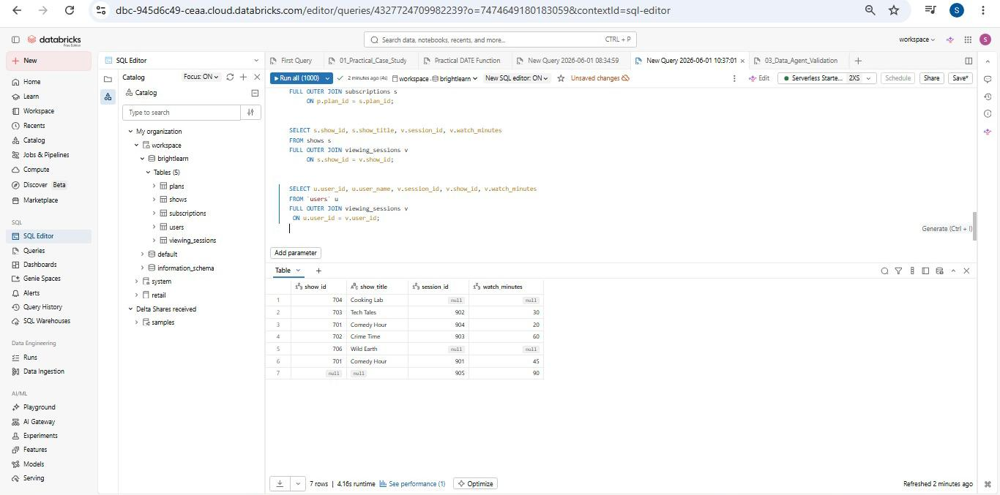 dbc-945d6c49-ceaa.cloud.databricks.com/editor/queries/4327724709982239?o=7474649180183059&contextId=sql-editor
S
databricks
Free Edition
Search data, notebooks, recents, and more...
CTRL + P
workspace
S
New
Home
Learn
Workspace
Recents
Catalog
Jobs & Pipelines
Compute
Discover Beta
Marketplace
SQL
SQL Editor
Queries
Dashboards
Genie Spaces
Alerts
Query History
SQL Warehouses
Data Engineering
Runs
Data Ingestion
AI/ML
Playground
AI Gateway
Experiments
Features
Models
Serving
SQL Editor
Catalog
Focus: ON
Catalog
Type to search
My organization
workspace
brightlearn
Tables (5)
plans
shows
subscriptions
users
viewing_sessions
default
information_schema
system
retail
Delta Shares received
samples
First Query
01_Practical_Case_Study
Practical DATE Function
New Query 2026-06-01 08:34:59
New Query 2026-06-01 10:37:01
03_Data_Agent_Validation
Run all (1000)
2 minutes ago (4s)
workspace.
brightlearn
New SQL editor: ON
Unsaved changes
Edit
Serverless Starte... 2XS
Schedule
Share
Save*
FULL OUTER JOIN subscriptions s
ON p.plan_id = s.plan_id;
SELECT s.show_id, s.show_title, v.session_id, v.watch_minutes
FROM shows s
FULL OUTER JOIN viewing_sessions v
ON s.show_id = v.show_id;
SELECT u.user_id, u.user_name, v.session_id, v.show_id, v.watch_minutes
FROM `users` u
FULL OUTER JOIN viewing_sessions v
ON u.user_id = v.user_id;
Generate (Ctrl + I)
Add parameter
Table
show_id show_title session_id watch_minutes
1 704 Cooking Lab null null
2 703 Tech Tales 902 30
3 701 Comedy Hour 904 20
4 702 Crime Time 903 60
5 706 Wild Earth null null
6 701 Comedy Hour 901 45
7 null null 905 90
7 rows | 4.16s runtime
See performance (1)
Optimize
Refreshed 2 minutes ago